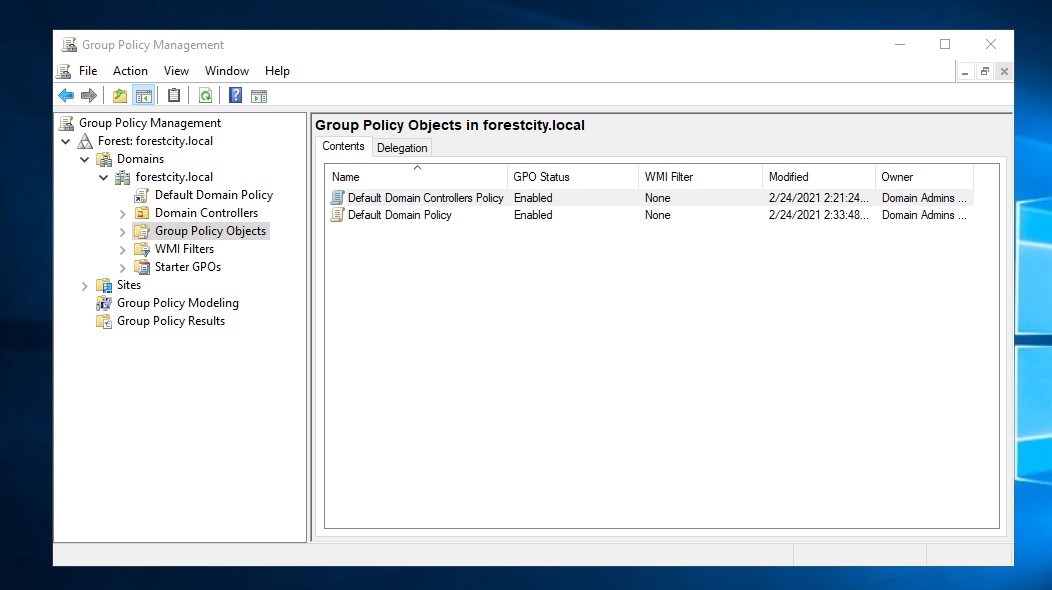 Group Policy Management
File Action View Window Help
Group Policy Management
Forest: forestcity.local
Domains
forestcity.local
Default Domain Policy
Domain Controllers
Group Policy Objects
WMI Filters
Starter GPOs
Sites
Group Policy Modeling
Group Policy Results
Group Policy Objects in forestcity.local
Contents Delegation
Name GPO Status WMI Filter Modified Owner
Default Domain Controllers Policy Enabled None 2/24/2021 2:21:24... Domain Admins ...
Default Domain Policy Enabled None 2/24/2021 2:33:48... Domain Admins ...